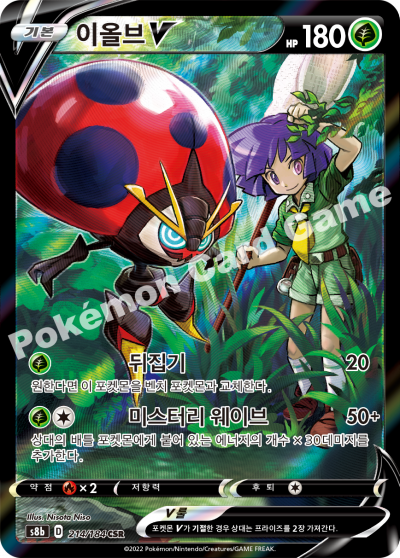 기본 이올브 V HP 180
Pokémon Card Game
뒤집기 20
원한다면 이 포켓몬을 벤치 포켓몬과 교체한다.
미스터리 웨이브 50+
상대의 배틀 포켓몬에게 붙어 있는 에너지의 개수 × 30데미지를
추가한다.
약점 ×2 저항력 후퇴
V룰
Illus. Nisota Niso
포켓몬 V가 기절한 경우 상대는 프라이즈를 2장 가져간다.
s8b D 214/184 CSR
©2022 Pokémon/Nintendo/Creatures/GAME FREAK.